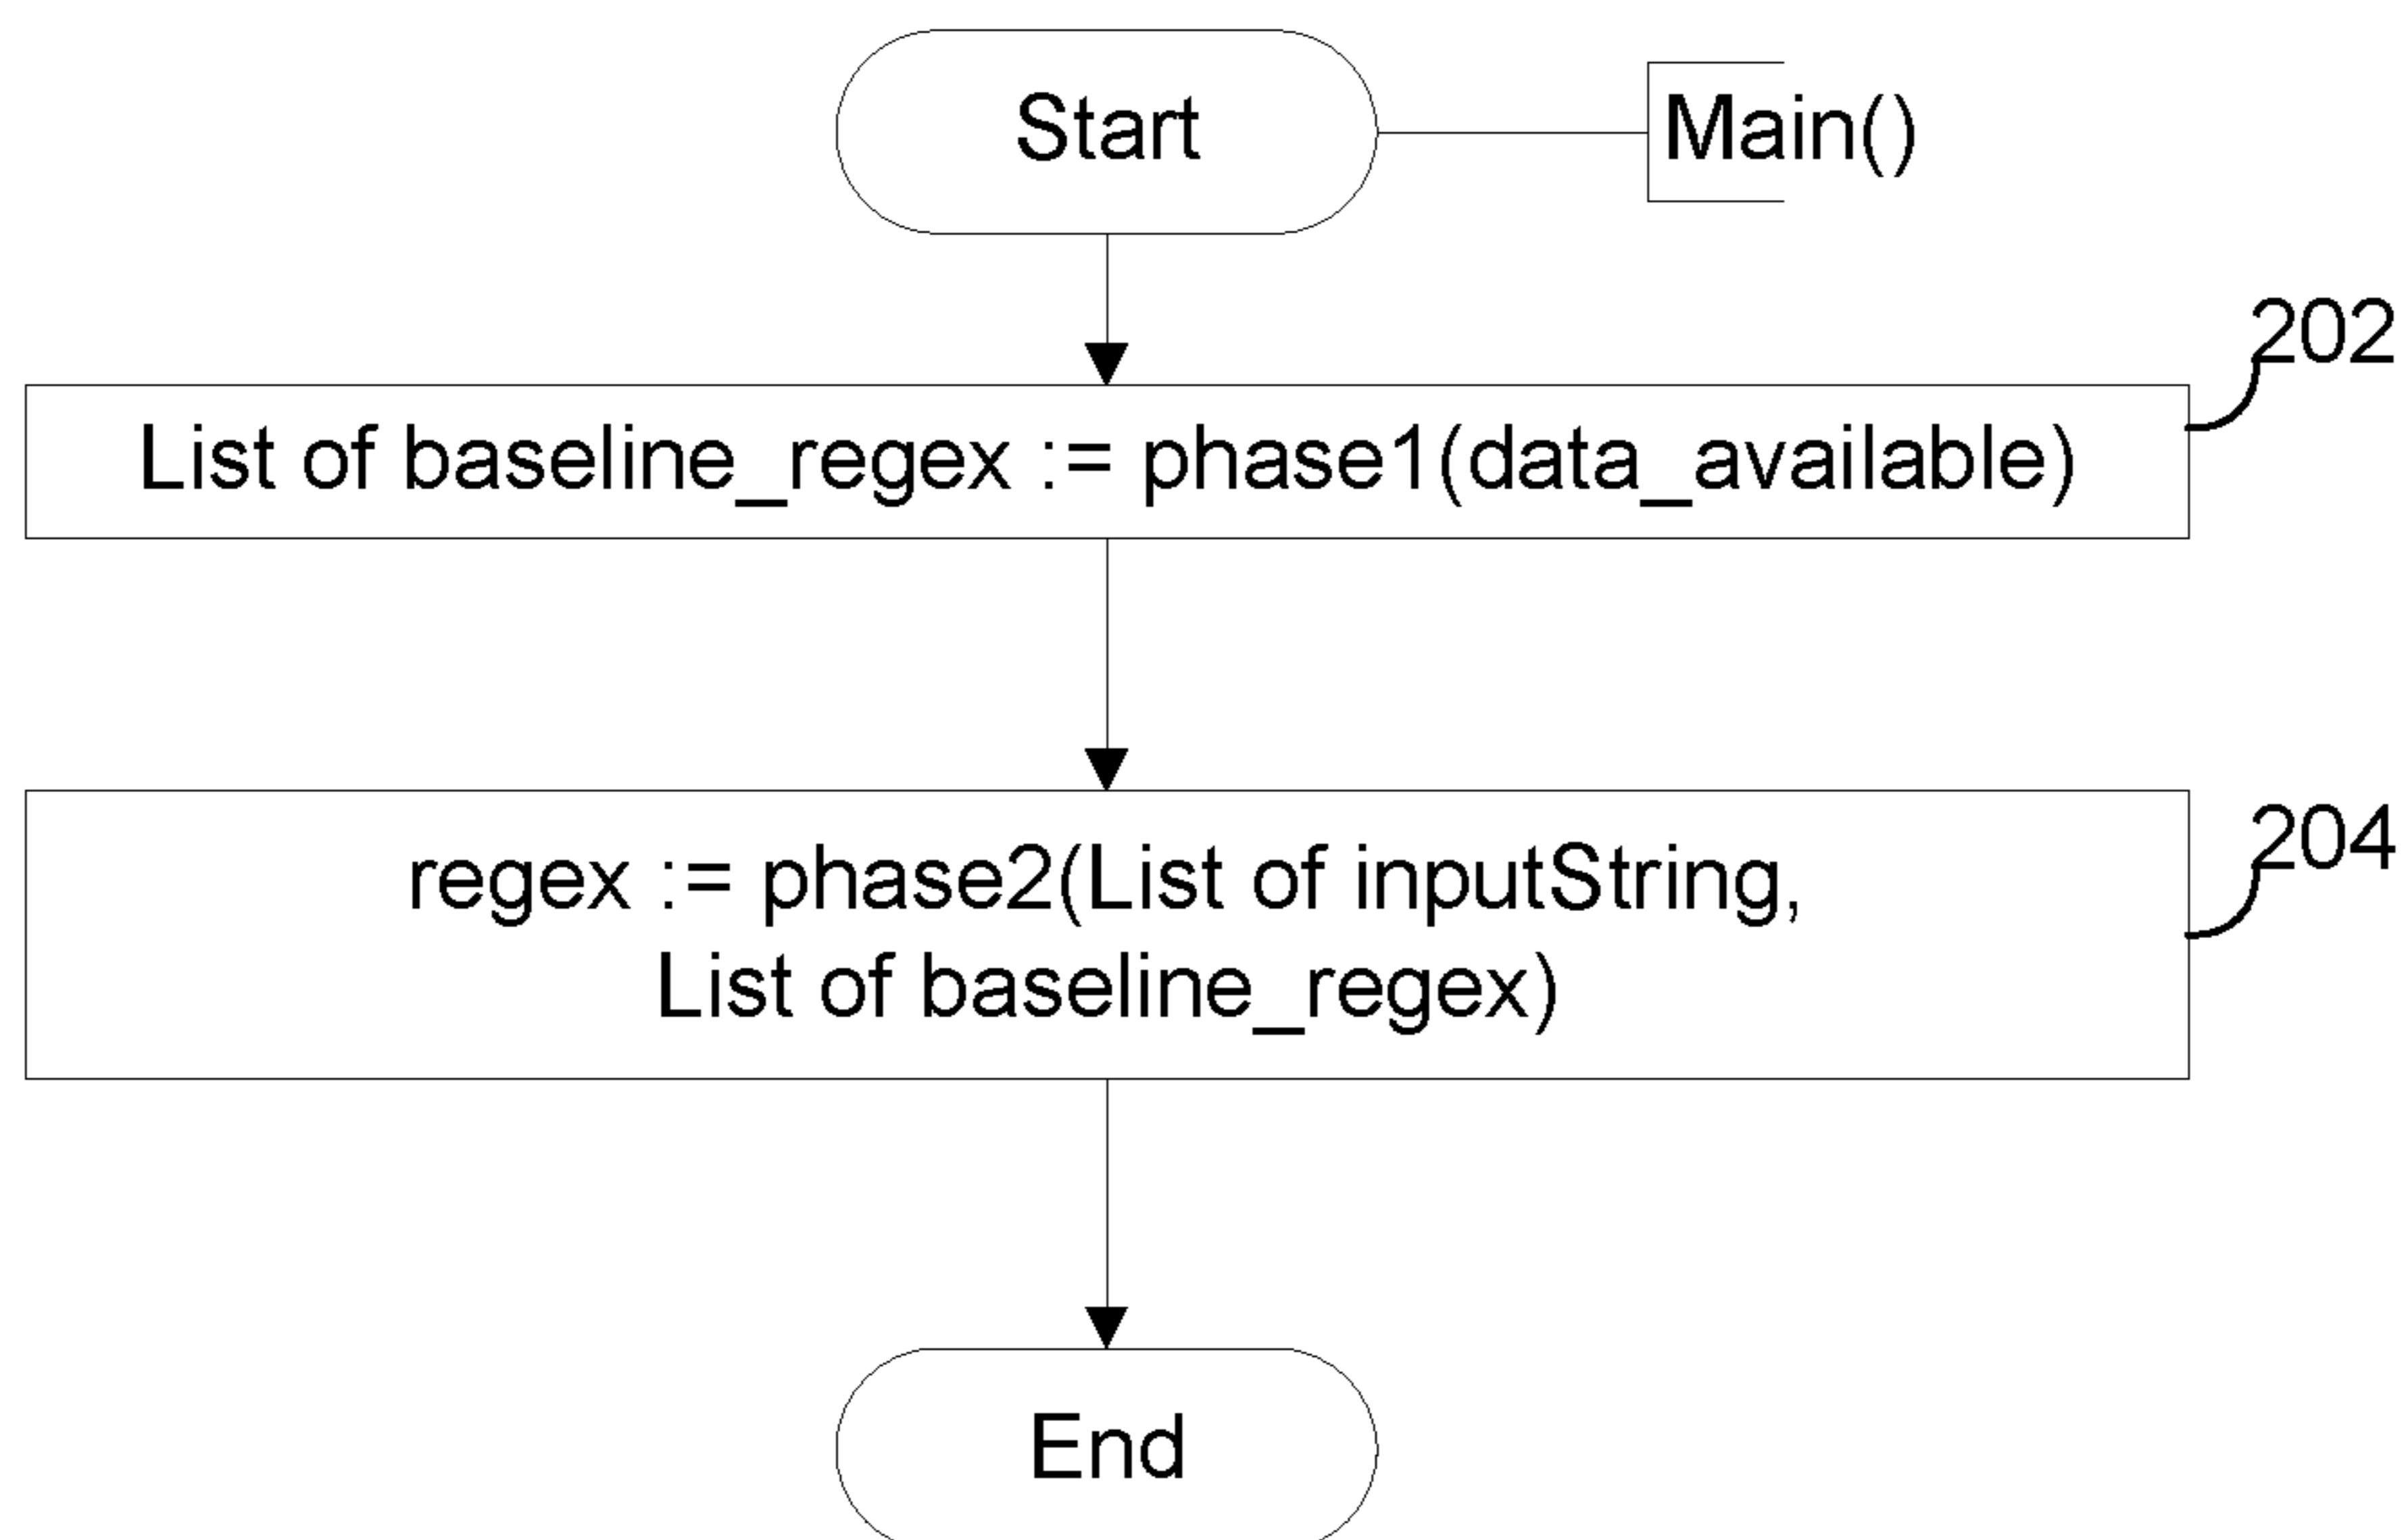 Start
Main()
202
List of baseline_regex := phase1(data_available)
204
regex := phase2(List of inputString,
List of baseline_regex)
End